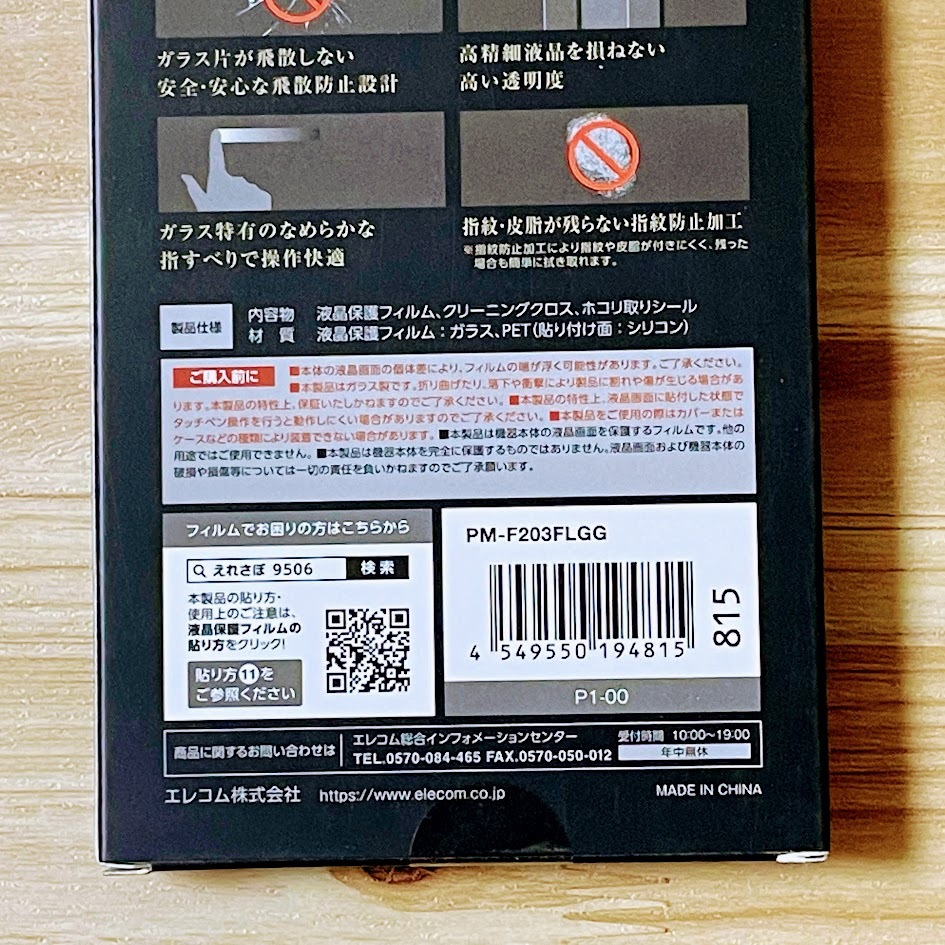 ガラス片が飛散しない
安全・安心な飛散防止設計
高精細液晶を損ねない
高い透明度
ガラス特有のなめらかな
指すべりで操作快適
指紋・皮脂が残らない指紋防止加工
※指紋防止加工により指紋や皮脂が付きにくく、残った
場合も簡単に拭き取れます。
製品仕様
内容物 液晶保護フィルム、クリーニングクロス、ホコリ取りシール
材 質 液晶保護フィルム:ガラス、PET(貼り付け面:シリコン)
ご購入前に
■本体の液晶画面の個体差により、フィルムの端が浮く可能性があります。ご了承ください。
■本製品はガラス製です。折り曲げたり、落下や衝撃により製品に割れや傷が生じる場合があ
ります。本製品の特性上、保証いたしかねますのでご了承ください。■本製品の特性上、液晶画面に貼付した状態で
タッチペン操作を行うと動作しにくい場合がありますのでご了承ください。■本製品をご使用の際はカバーまたは
ケースなどの種類により装着できない場合があります。■本製品は機器本体の液晶画面を保護するフィルムです。他の
用途ではご使用できません。■本製品は機器本体を完全に保護するものではありません。液晶画面および機器本体の
破損や損傷等については一切の責任を負いかねますのでご了承願います。
フィルムでお困りの方はこちらから
えれさぽ 9506 検索
本製品の貼り方・
使用上のご注意は、
液晶保護フィルムの
貼り方をクリック!
貼り方⑪を
ご参照ください
PM-F203FLGG
4 549550 194815
815
P1-00
商品に関するお問い合わせは
エレコム総合インフォメーションセンター
TEL.0570-084-465 FAX.0570-050-012
受付時間 10:00~19:00
年中無休
エレコム株式会社 https://www.elecom.co.jp
MADE IN CHINA